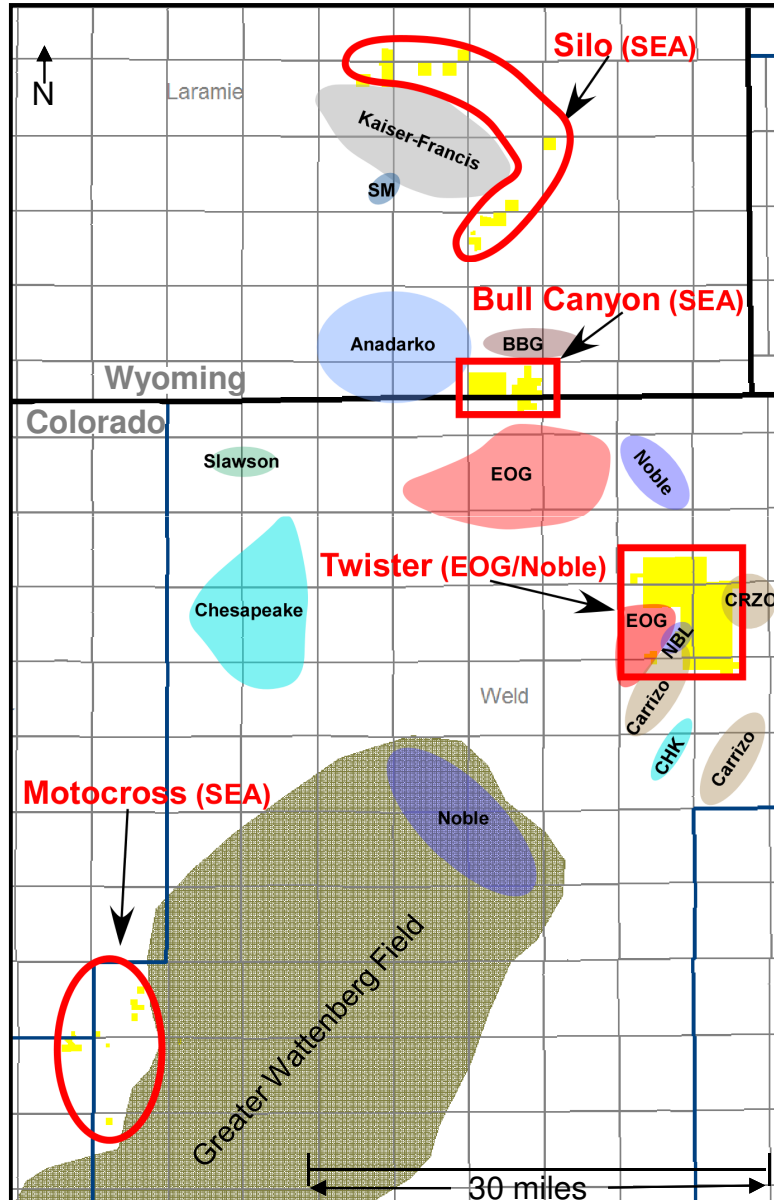 Silo (SEA)
N
Laramie
Kaiser-Francis
SM
Bull Canyon (SEA)
Anadarko
BBG
Wyoming
Colorado
Slawson
EOG
Noble
Twister (EOG/Noble)
CRZO
Chesapeake
EOG
NBL
Weld
Carrizo
CHK
Carrizo
Motocross (SEA)
Noble
Greater Wattenberg Field
30 miles